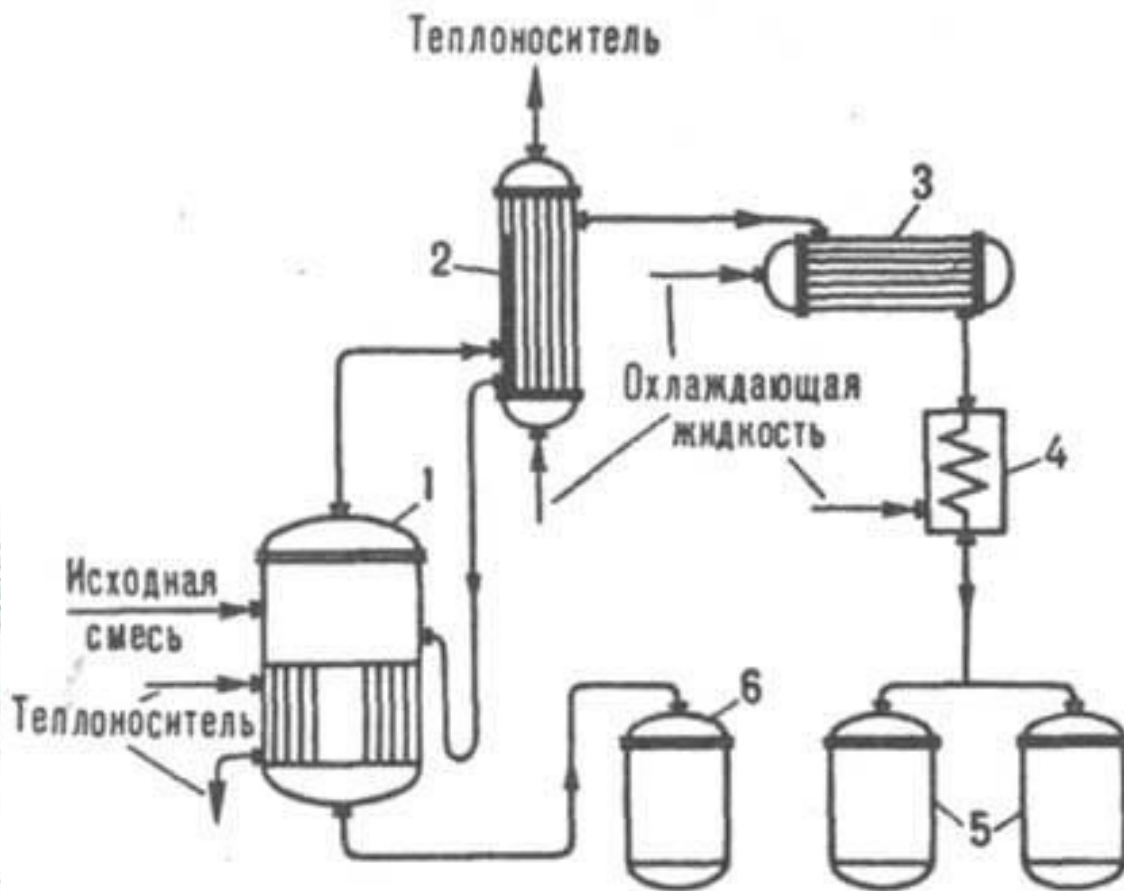 Теплоноситель
3
2
Охлаждающая
жидкость
4
1
Исходная
смесь
Теплоноситель
6
5